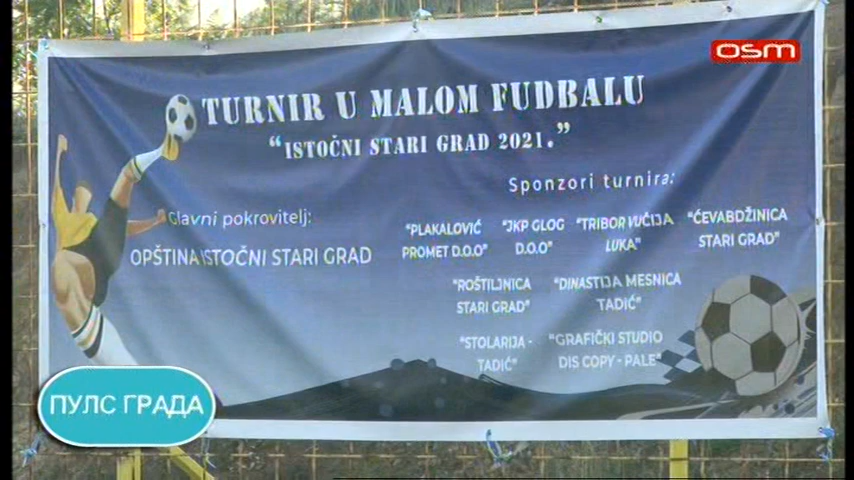 OSM
TURNIR U MALOM FUDBALU
“ISTOČNI STARI GRAD 2021.”
Sponzori turnira:
Glavni pokrovitelj:
OPŠTINA ISTOČNI STARI GRAD
“PLAKALOVIĆ
PROMET D.O.O”
“JKP GLOG
D.O.O”
“TRIBOR VUČIJA
LUKA”
“ĆEVABDŽINICA
STARI GRAD”
“ROŠTILJNICA
STARI GRAD”
“DINASTIJA MESNICA
TADIĆ”
“STOLARIJA -
TADIĆ”
“GRAFIČKI STUDIO
DIS COPY - PALE”
ПУЛС ГРАДА